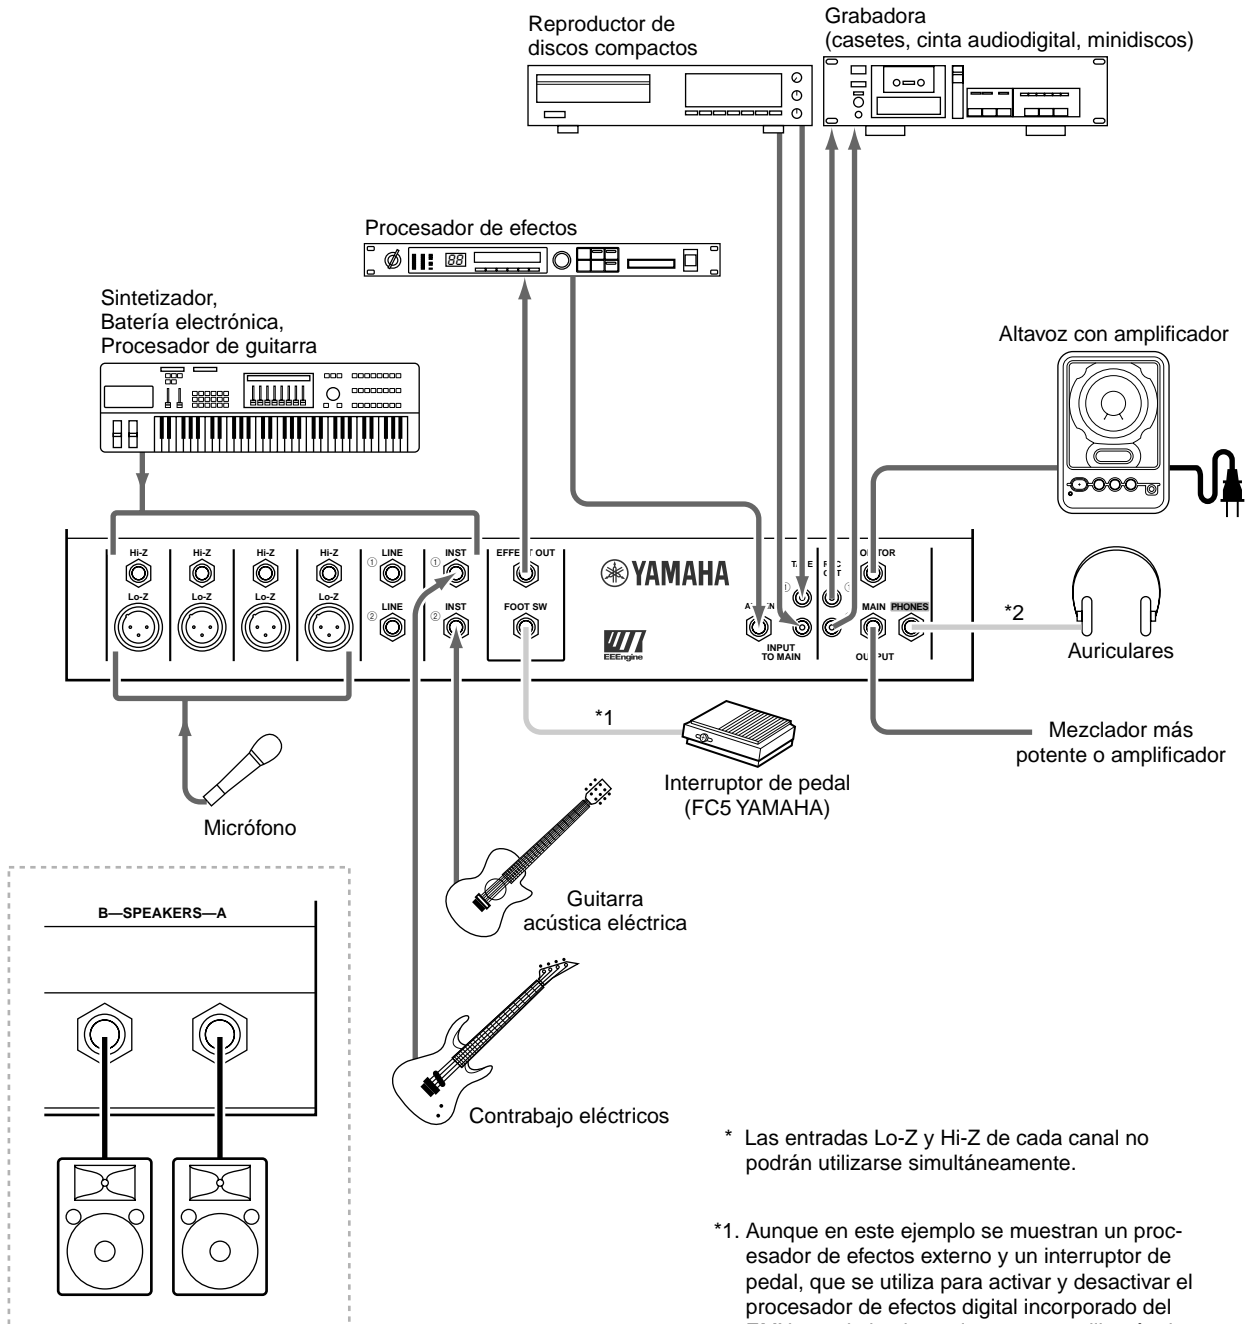 Reproductor de
discos compactos
Grabadora
(casetes, cinta audiodigital, minidiscos)
Procesador de efectos
Sintetizador,
Batería electrónica,
Procesador de guitarra
Altavoz con amplificador
Hi-Z
Hi-Z
Hi-Z
Hi-Z
① LINE
① INST
EFFECT OUT
YAMAHA
Lo-Z
Lo-Z
Lo-Z
Lo-Z
② LINE
② INST
FOOT SW
MAIN
PHONES
EEEngine
INPUT
TO MAIN
*2
Auriculares
*1
Mezclador más
potente o amplificador
Interruptor de pedal
(FC5 YAMAHA)
Micrófono
Guitarra
acústica eléctrica
B—SPEAKERS—A
Contrabajo eléctricos
* Las entradas Lo-Z y Hi-Z de cada canal no
podrán utilizarse simultáneamente.
*1. Aunque en este ejemplo se muestran un proc-
esador de efectos externo y un interruptor de
pedal, que se utiliza para activar y desactivar el
procesador de efectos digital incorporado del